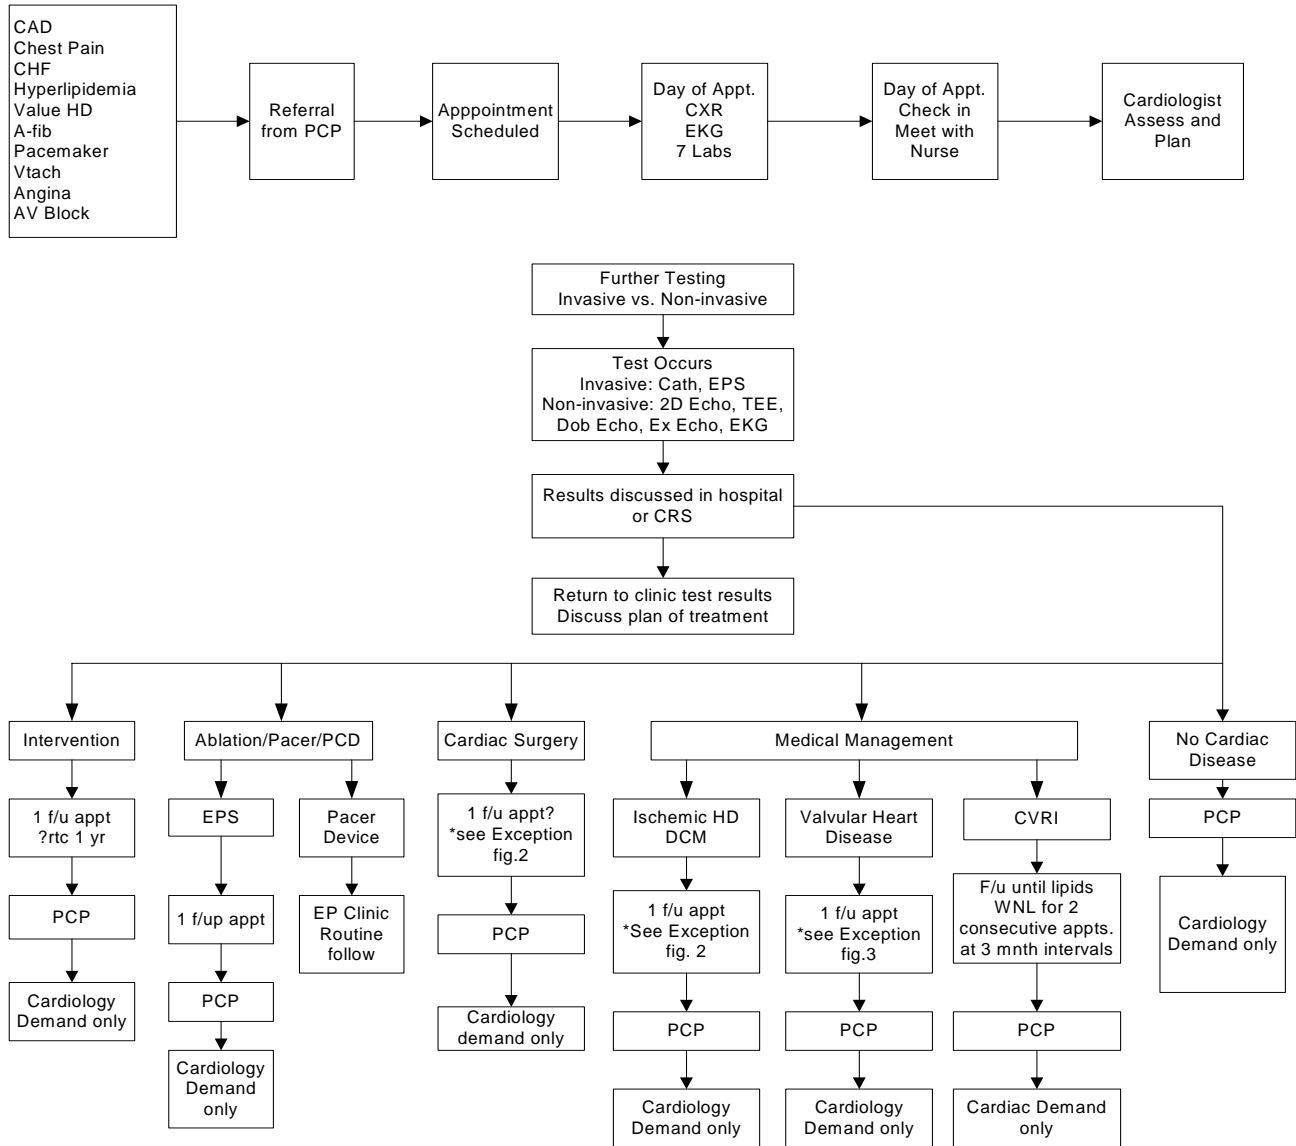 CAD
Chest Pain
CHF
Hyperlipidemia
Value HD
A-fib
Pacemaker
Vtach
Angina
AV Block
Referral
from PCP
Apppointment
Scheduled
Day of Appt.
CXR
EKG
7 Labs
Day of Appt.
Check in
Meet with
Nurse
Cardiologist
Assess and
Plan
Further Testing
Invasive vs. Non-invasive
Test Occurs
Invasive: Cath, EPS
Non-invasive: 2D Echo, TEE,
Dob Echo, Ex Echo, EKG
Results discussed in hospital
or CRS
Return to clinic test results
Discuss plan of treatment
Intervention
1 f/u appt
?rtc 1 yr
PCP
Cardiology
Demand only
Ablation/Pacer/PCD
EPS
1 f/up appt
PCP
Cardiology
Demand
only
Pacer
Device
EP Clinic
Routine
follow
Cardiac Surgery
1 f/u appt?
*see Exception
fig.2
PCP
Cardiology
demand only
Medical Management
Ischemic HD
DCM
1 f/u appt
*See Exception
fig. 2
PCP
Cardiology
Demand only
Valvular Heart
Disease
1 f/u appt
*see Exception
fig.3
PCP
Cardiology
Demand only
CVRI
F/u until lipids
WNL for 2
consecutive appts.
at 3 mnth intervals
PCP
Cardiac Demand
only
No Cardiac
Disease
PCP
Cardiology
Demand only